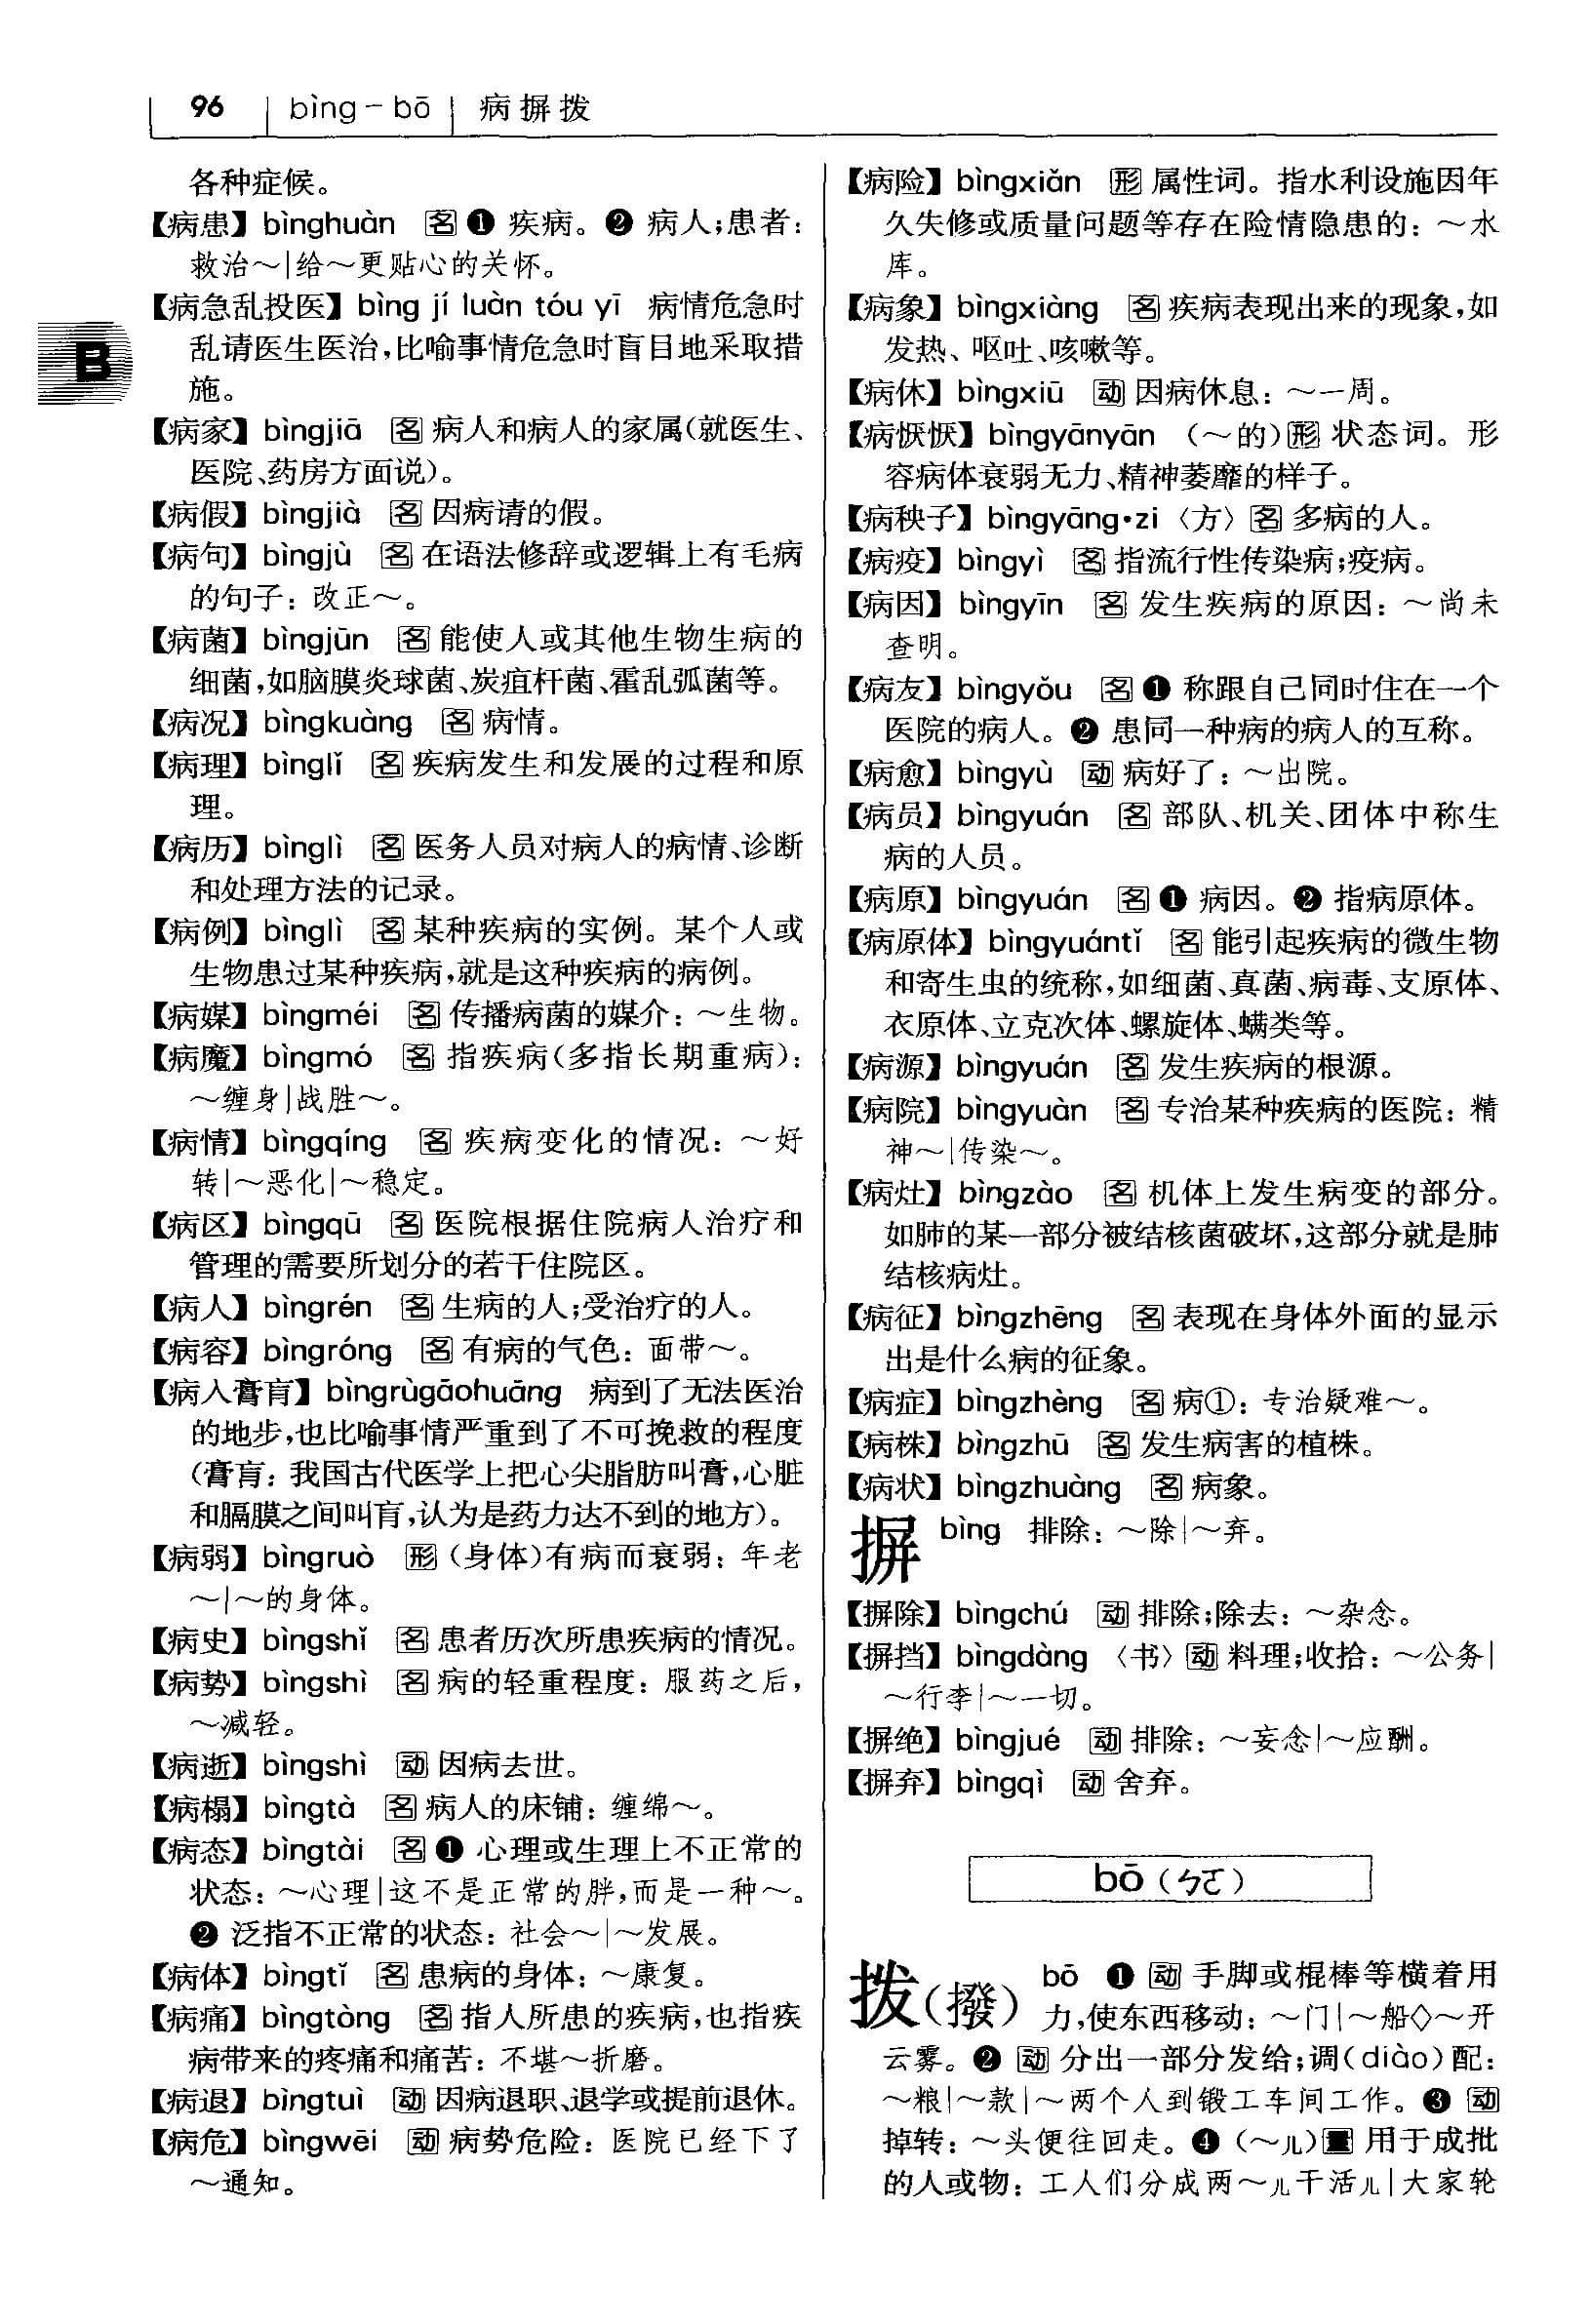 96 bìng–bō 病摒拨
各种症候。
【病患】bìnghuàn 名 ❶ 疾病。❷ 病人;患者:
救治～|给～更贴心的关怀。
【病急乱投医】bìng jí luàn tóu yī 病情危急时
乱请医生医治,比喻事情危急时盲目地采取措
施。
B
【病家】bìngjiā 名 病人和病人的家属(就医生、
医院、药房方面说)。
【病假】bìngjià 名 因病请的假。
【病句】bìngjù 名 在语法修辞或逻辑上有毛病
的句子: 改正～。
【病菌】bìngjūn 名 能使人或其他生物生病的
细菌,如脑膜炎球菌、炭疽杆菌、霍乱弧菌等。
【病况】bìngkuàng 名 病情。
【病理】bìnglǐ 名 疾病发生和发展的过程和原
理。
【病历】bìnglì 名 医务人员对病人的病情、诊断
和处理方法的记录。
【病例】bìnglì 名 某种疾病的实例。某个人或
生物患过某种疾病,就是这种疾病的病例。
【病媒】bìngméi 名 传播病菌的媒介: ～生物。
【病魔】bìngmó 名 指疾病(多指长期重病):
～缠身|战胜～。
【病情】bìngqíng 名 疾病变化的情况: ～好
转|～恶化|～稳定。
【病区】bìngqū 名 医院根据住院病人治疗和
管理的需要所划分的若干住院区。
【病人】bìngrén 名 生病的人;受治疗的人。
【病容】bìngróng 名 有病的气色: 面带～。
【病入膏肓】bìngrùgāohuāng 病到了无法医治
的地步,也比喻事情严重到了不可挽救的程度
(膏肓: 我国古代医学上把心尖脂肪叫膏,心脏
和膈膜之间叫肓,认为是药力达不到的地方)。
【病弱】bìngruò 形 (身体)有病而衰弱: 年老
～|～的身体。
【病史】bìngshǐ 名 患者历次所患疾病的情况。
【病势】bìngshì 名 病的轻重程度: 服药之后,
～减轻。
【病逝】bìngshì 动 因病去世。
【病榻】bìngtà 名 病人的床铺: 缠绵～。
【病态】bìngtài 名 ❶ 心理或生理上不正常的
状态: ～心理|这不是正常的胖,而是一种～。
❷ 泛指不正常的状态: 社会～|～发展。
【病体】bìngtǐ 名 患病的身体: ～康复。
【病痛】bìngtòng 名 指人所患的疾病,也指疾
病带来的疼痛和痛苦: 不堪～折磨。
【病退】bìngtuì 动 因病退职、退学或提前退休。
【病危】bìngwēi 动 病势危险: 医院已经下了
～通知。
【病险】bìngxiǎn 形 属性词。指水利设施因年
久失修或质量问题等存在险情隐患的: ～水
库。
【病象】bìngxiàng 名 疾病表现出来的现象,如
发热、呕吐、咳嗽等。
【病休】bìngxiū 动 因病休息: ～一周。
【病恹恹】bìngyānyān (～的)形 状态词。形
容病体衰弱无力、精神萎靡的样子。
【病秧子】bìngyāng•zi 〈方〉名 多病的人。
【病疫】bìngyì 名 指流行性传染病;疫病。
【病因】bìngyīn 名 发生疾病的原因: ～尚未
查明。
【病友】bìngyǒu 名 ❶ 称跟自己同时住在一个
医院的病人。❷ 患同一种病的病人的互称。
【病愈】bìngyù 动 病好了: ～出院。
【病员】bìngyuán 名 部队、机关、团体中称生
病的人员。
【病原】bìngyuán 名 ❶ 病因。❷ 指病原体。
【病原体】bìngyuántǐ 名 能引起疾病的微生物
和寄生虫的统称,如细菌、真菌、病毒、支原体、
衣原体、立克次体、螺旋体、螨类等。
【病源】bìngyuán 名 发生疾病的根源。
【病院】bìngyuàn 名 专治某种疾病的医院: 精
神～|传染～。
【病灶】bìngzào 名 机体上发生病变的部分。
如肺的某一部分被结核菌破坏,这部分就是肺
结核病灶。
【病征】bìngzhēng 名 表现在身体外面的显示
出是什么病的征象。
【病症】bìngzhèng 名 病①: 专治疑难～。
【病株】bìngzhū 名 发生病害的植株。
【病状】bìngzhuàng 名 病象。
摒 bìng 排除: ～除|～弃。
【摒除】bìngchú 动 排除;除去: ～杂念。
【摒挡】bìngdàng 〈书〉动 料理;收拾: ～公务|
～行李|～一切。
【摒绝】bìngjué 动 排除: ～妄念|～应酬。
【摒弃】bìngqì 动 舍弃。
bō (ㄅㄛ)
拨(撥) bō ❶ 动 手脚或棍棒等横着用
力,使东西移动: ～门|～船◇～开
云雾。❷ 动 分出一部分发给;调(diào)配:
～粮|～款|～两个人到锻工车间工作。❸ 动
掉转: ～头便往回走。❹ (～儿)量 用于成批
的人或物: 工人们分成两～儿干活儿|大家轮